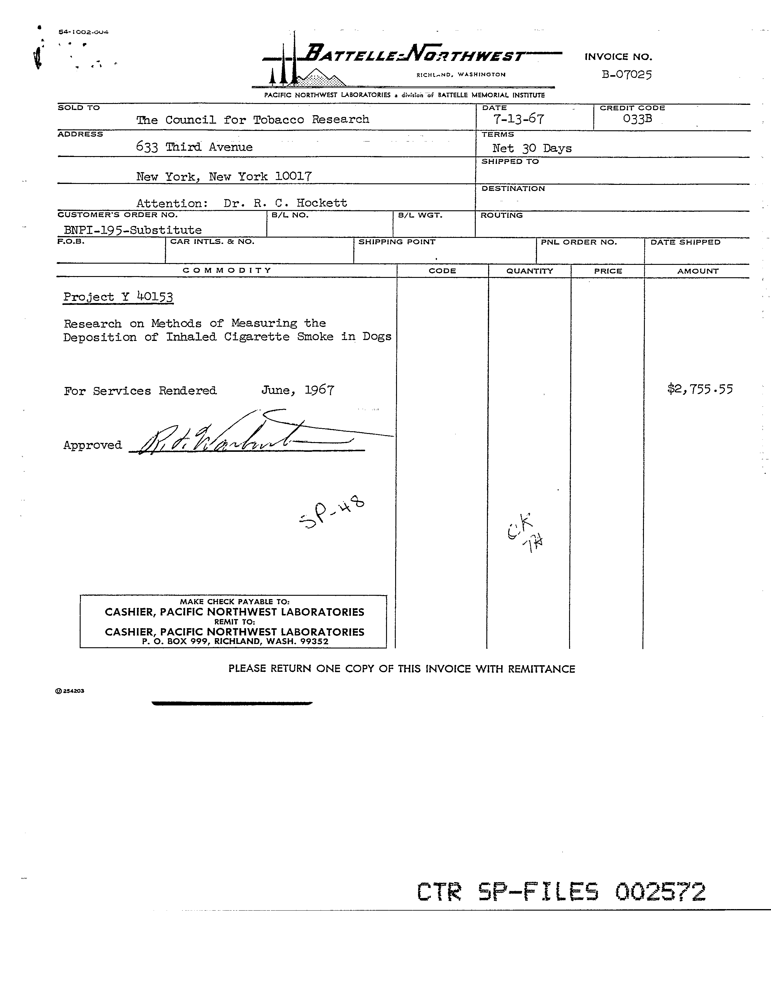 54-1002-004
BATTELLE-NORTHWEST
RICHLAND, WASHINGTON
PACIFIC NORTHWEST LABORATORIES a division of BATTELLE MEMORIAL INSTITUTE
INVOICE NO.
B-07025
SOLD TO The Council for Tobacco Research
DATE 7-13-67
CREDIT CODE 033B
ADDRESS 633 Third Avenue
TERMS Net 30 Days
New York, New York 10017
SHIPPED TO
Attention: Dr. R. C. Hockett
DESTINATION
CUSTOMER'S ORDER NO. B/L NO. B/L WGT. ROUTING
BNPI-195-Substitute
F.O.B. CAR INTLS. & NO. SHIPPING POINT PNL ORDER NO. DATE SHIPPED
COMMODITY CODE QUANTITY PRICE AMOUNT
Project Y 40153
Research on Methods of Measuring the
Deposition of Inhaled Cigarette Smoke in Dogs
For Services Rendered June, 1967 $2,755.55
Approved
SP-48
CK
MAKE CHECK PAYABLE TO:
CASHIER, PACIFIC NORTHWEST LABORATORIES
REMIT TO:
CASHIER, PACIFIC NORTHWEST LABORATORIES
P. O. BOX 999, RICHLAND, WASH. 99352
PLEASE RETURN ONE COPY OF THIS INVOICE WITH REMITTANCE
254203
CTR SP-FILES 002572